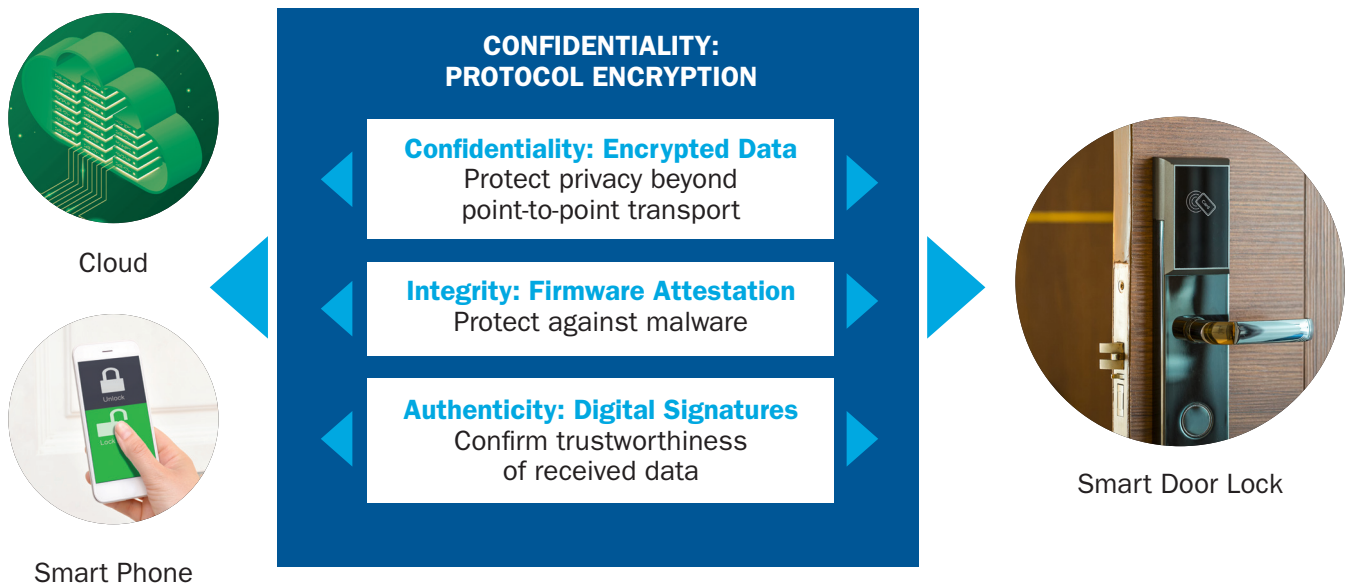 Cloud
Smart Phone
CONFIDENTIALITY:
PROTOCOL ENCRYPTION
Confidentiality: Encrypted Data
Protect privacy beyond
point-to-point transport
Integrity: Firmware Attestation
Protect against malware
Authenticity: Digital Signatures
Confirm trustworthiness
of received data
Smart Door Lock
Unlock
Lock